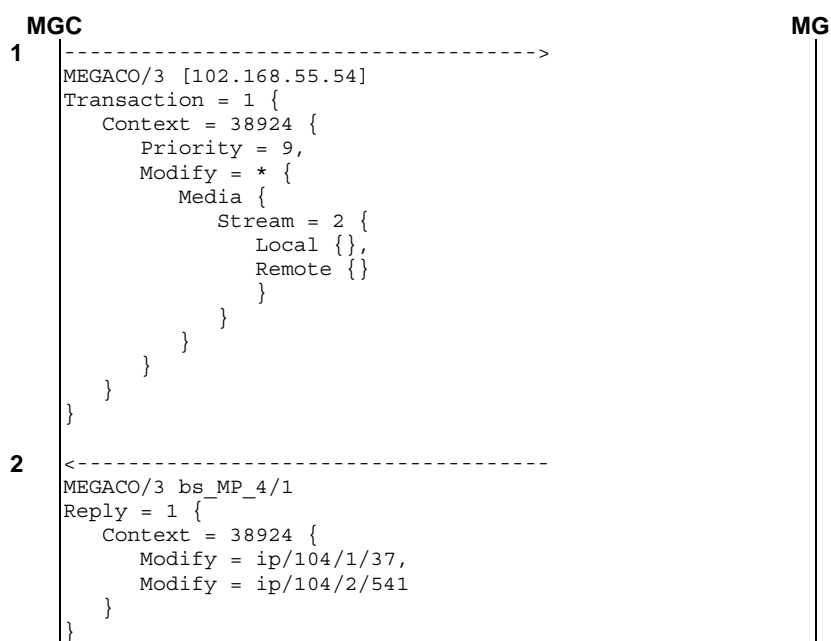 MGC MG
1 ------------------------------------->
MEGACO/3 [102.168.55.54]
Transaction = 1 {
Context = 38924 {
Priority = 9,
Modify = * {
Media {
Stream = 2 {
Local {},
Remote {}
}
}
}
}
}
}
2 <-------------------------------------
MEGACO/3 bs_MP_4/1
Reply = 1 {
Context = 38924 {
Modify = ip/104/1/37,
Modify = ip/104/2/541
}
}